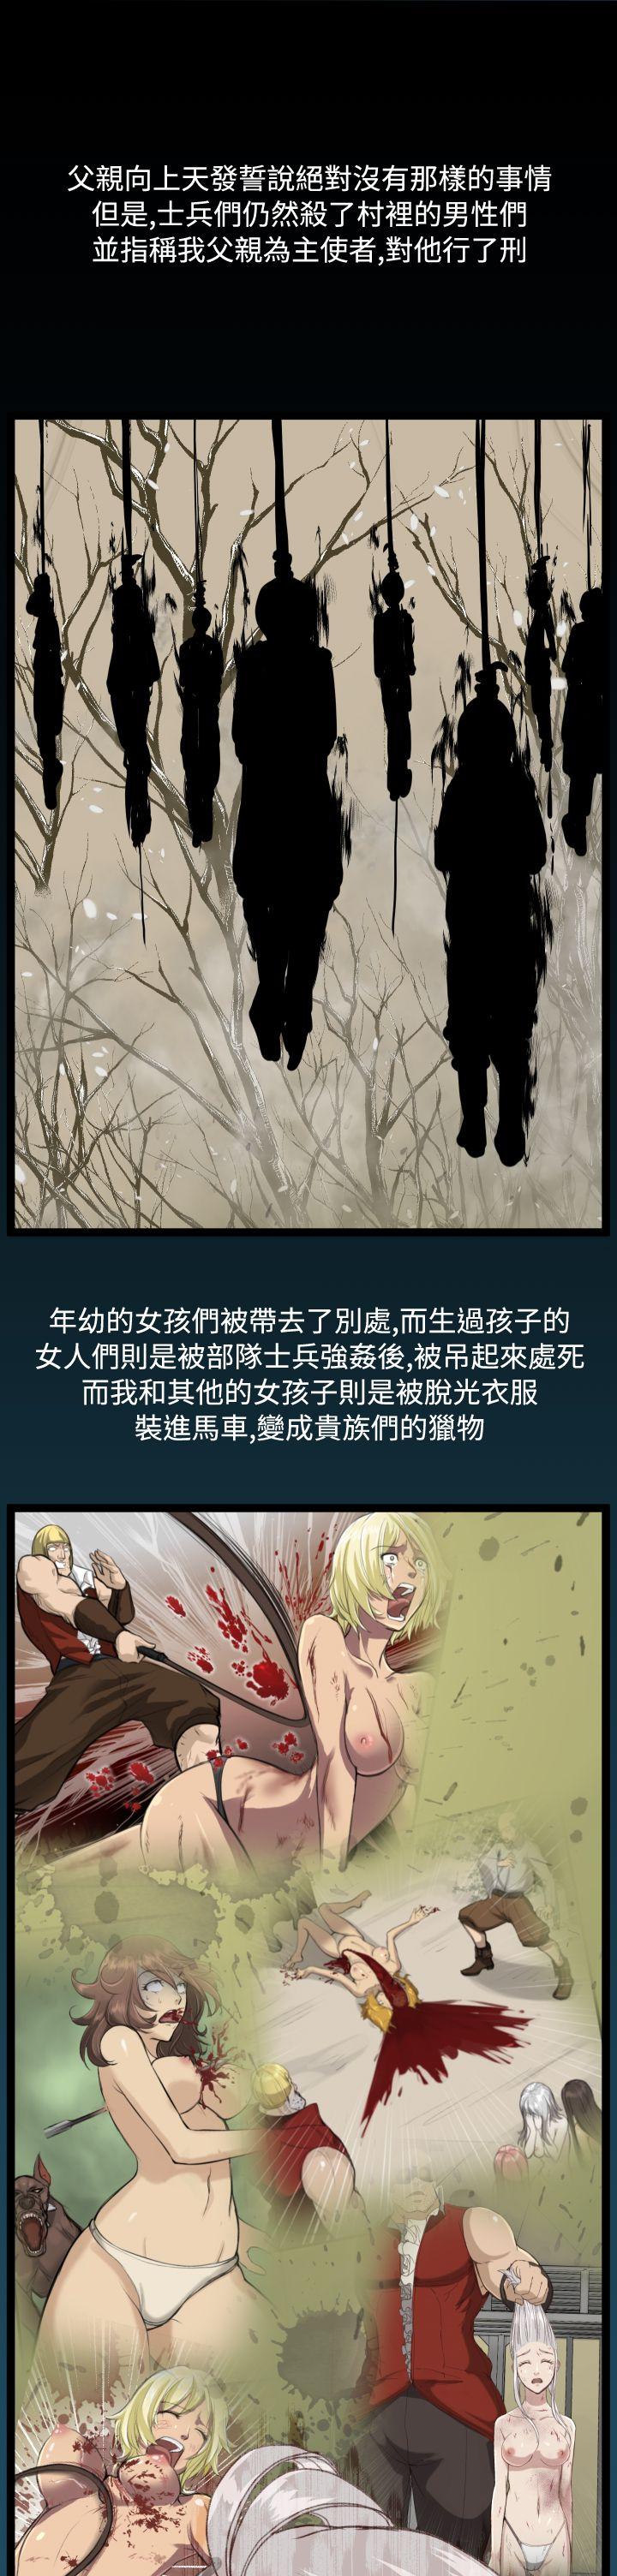 父親向上天發誓說絕對沒有那樣的事情
但是,士兵們仍然殺了村裡的男性們
並指稱我父親為主使者,對他行了刑
年幼的女孩們被帶去了別處,而生過孩子的
女人們則是被部隊士兵強姦後,被吊起來處死
而我和其他的女孩子則是被脫光衣服
裝進馬車,變成貴族們的獵物